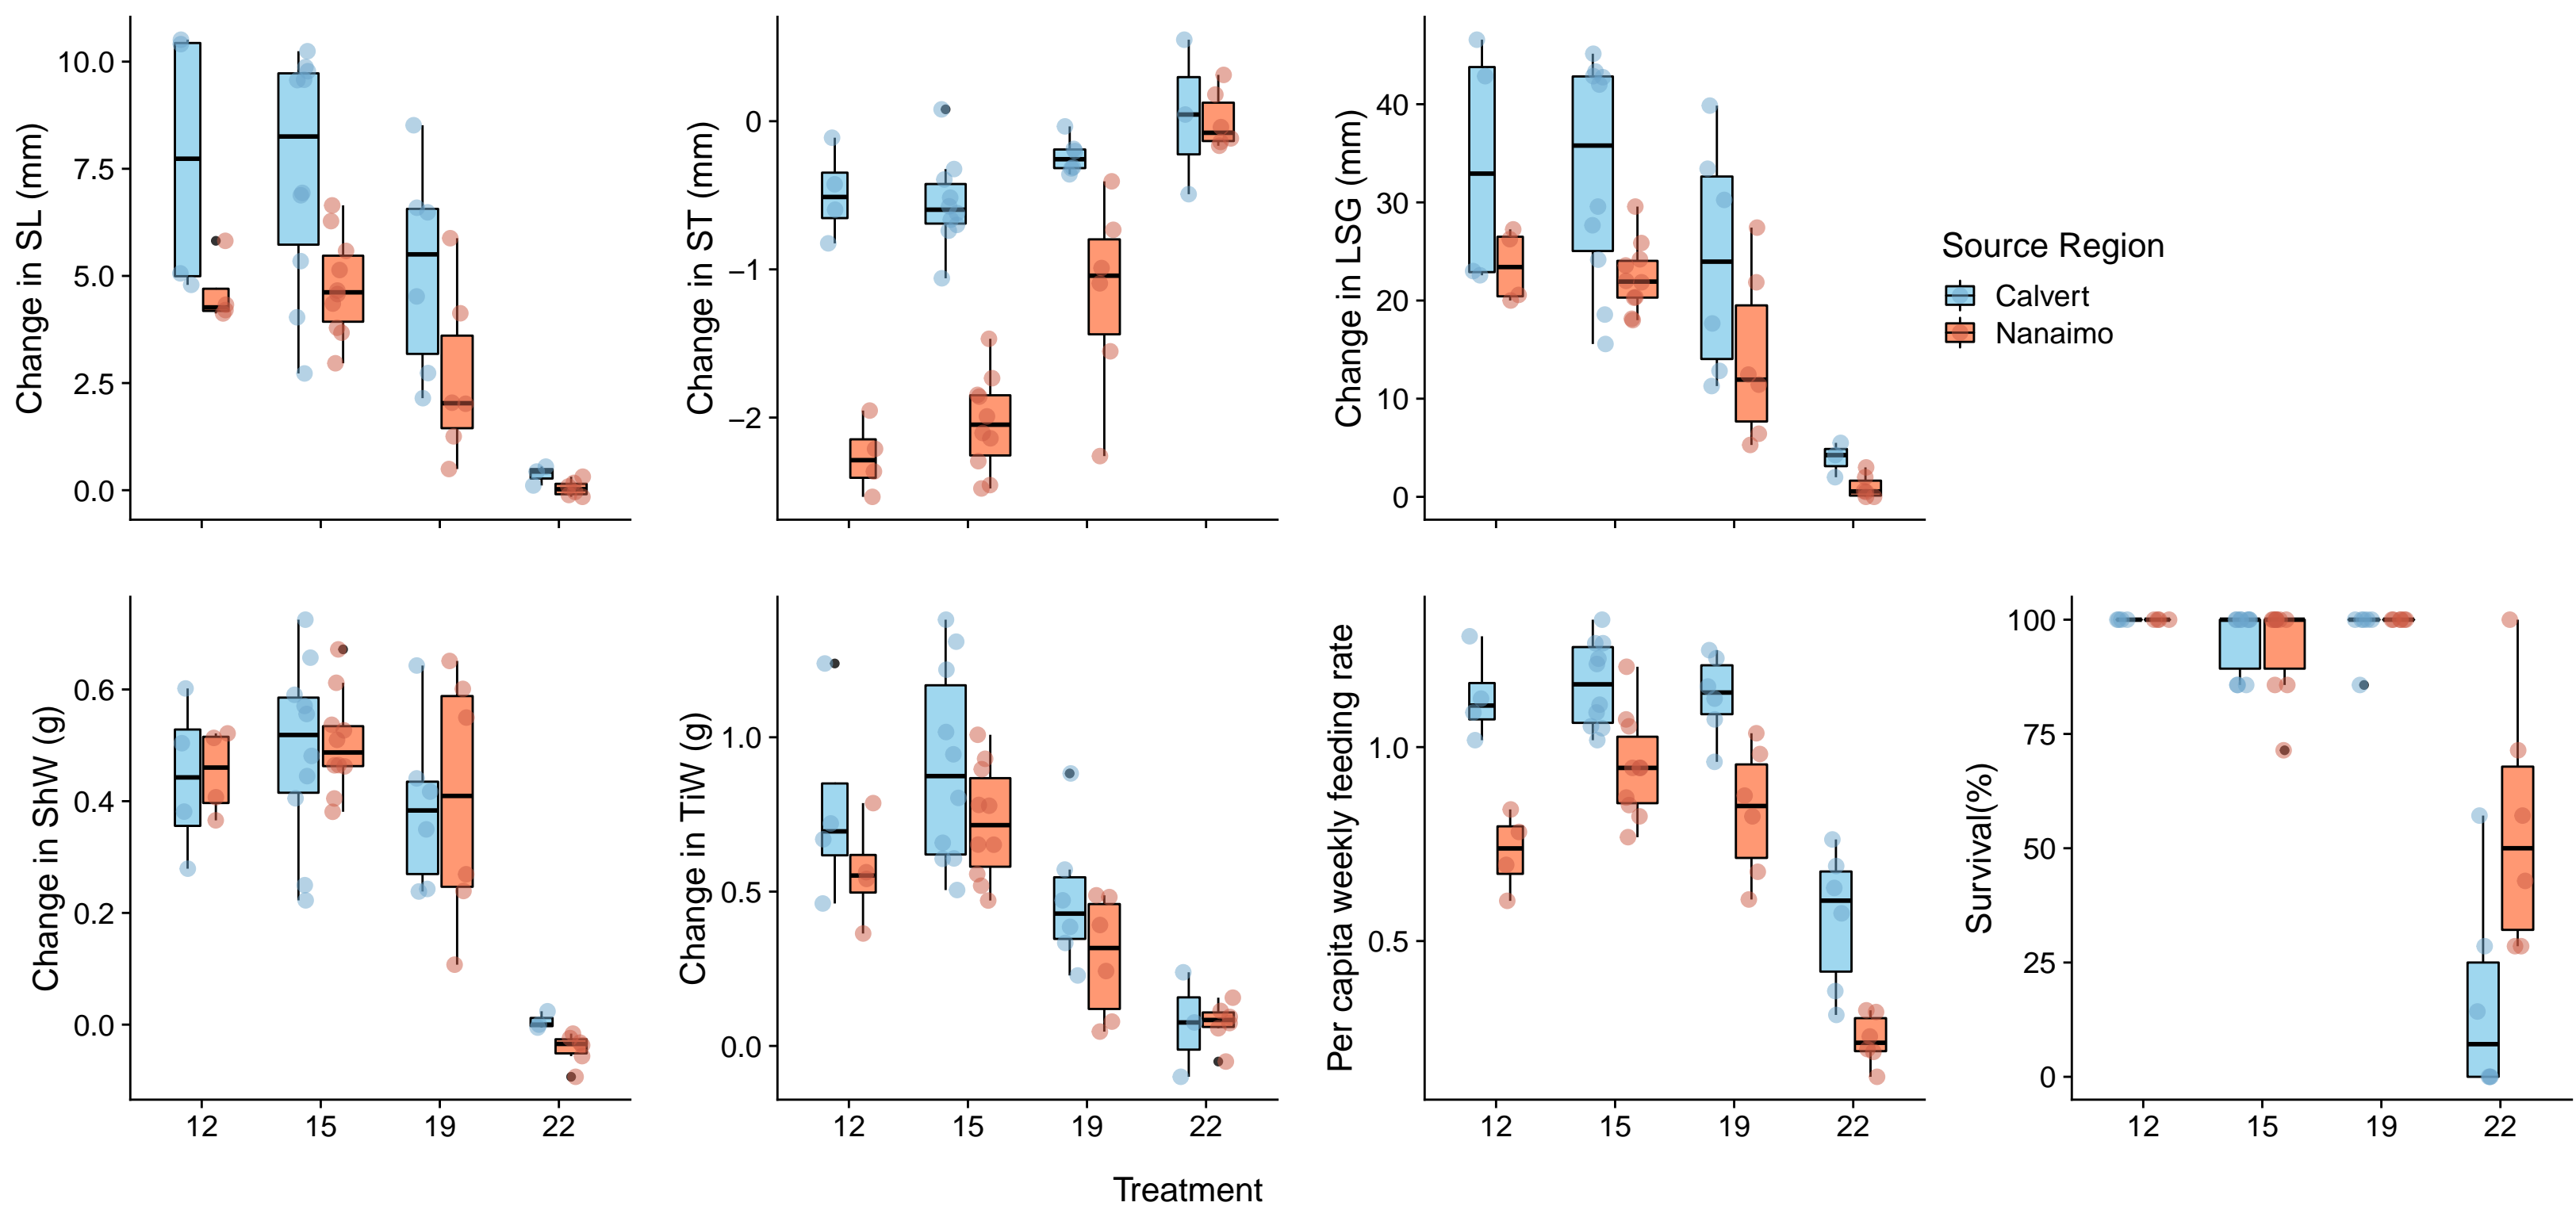 Change in SL (mm)
10.0
7.5
5.0
2.5
0.0
Change in ST (mm)
0
−1
−2
Change in LSG (mm)
40
30
20
10
0
Source Region
Calvert
Nanaimo
Change in ShW (g)
0.6
0.4
0.2
0.0
12 15 19 22
Change in TiW (g)
1.0
0.5
0.0
12 15 19 22
Per capita weekly feeding rate
1.0
0.5
12 15 19 22
Survival(%)
100
75
50
25
0
12 15 19 22
Treatment